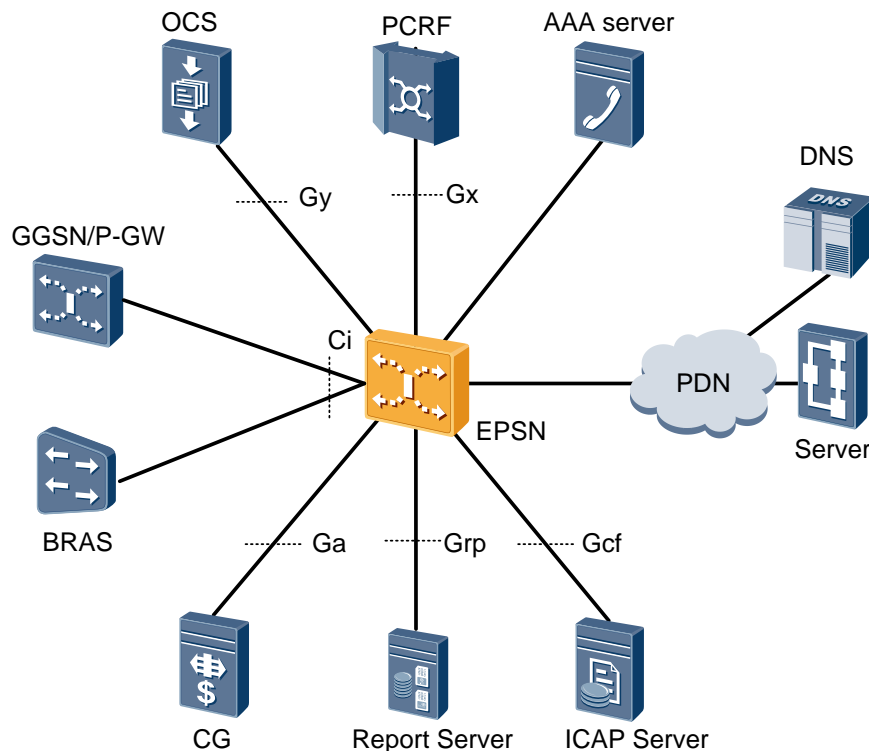 OCS
PCRF
AAA server
DNS
DNS
Gy
Gx
GGSN/P-GW
Ci
PDN
EPSN
Server
BRAS
Ga
Grp
Gcf
$
CG
Report Server
ICAP Server